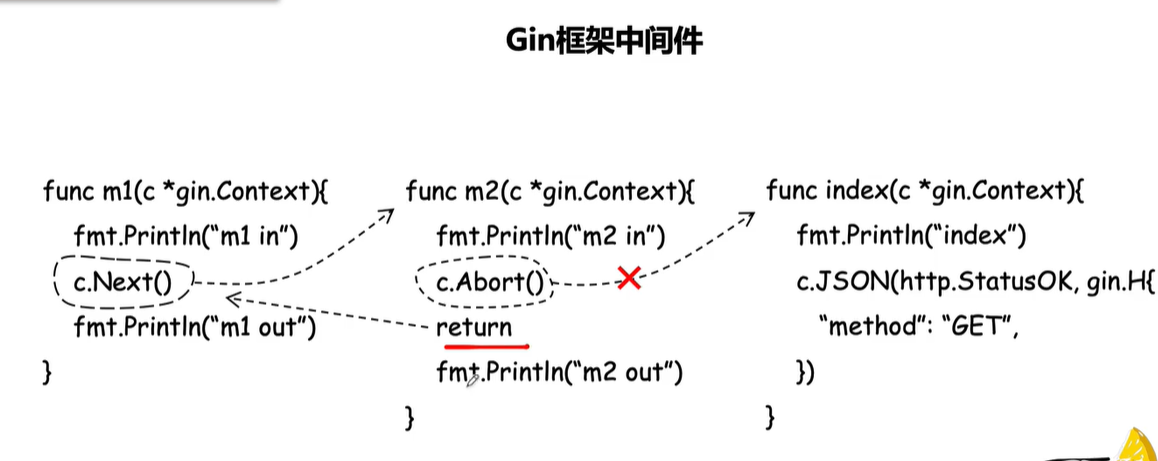 Gin框架中间件
func m1(c *gin.Context){
fmt.Println("m1 in")
c.Next()
fmt.Println("m1 out")
}
func m2(c *gin.Context){
fmt.Println("m2 in")
c.Abort()
return
fmt.Println("m2 out")
}
func index(c *gin.Context){
fmt.Println("index")
c.JSON(http.StatusOK, gin.H{
"method": "GET",
})
}